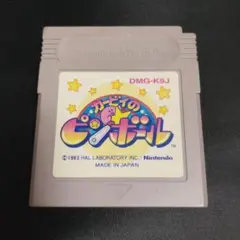 DMG-K9J
カービィの
ピンボール
TM
© 1993 HAL LABORATORY INC. / Nintendo
MADE IN JAPAN